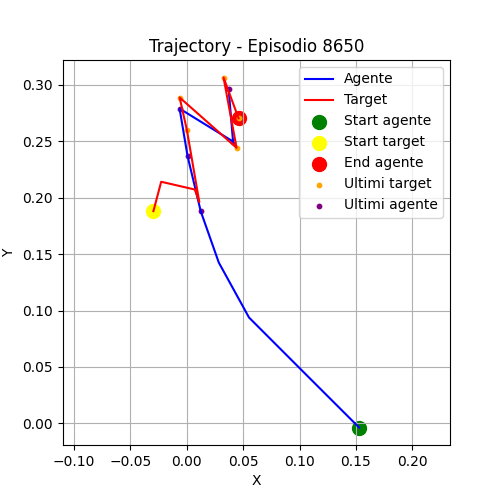 Trajectory - Episodio 8650
Agente
Target
Start agente
Start target
End agente
Ultimi target
Ultimi agente
0.30
0.25
0.20
0.15
0.10
0.05
0.00
Y
−0.10 −0.05 0.00 0.05 0.10 0.15 0.20
X